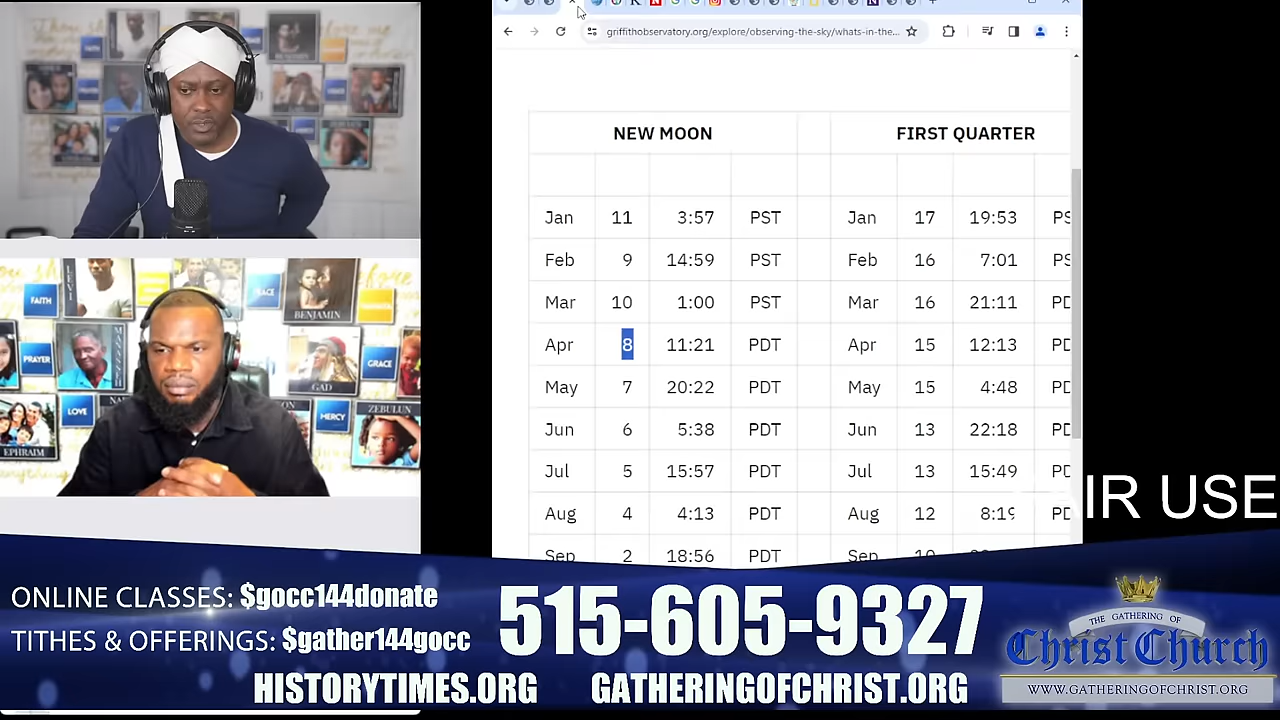 griffithobservatory.org/explore/observing-the-sky/whats-in-the...
NEW MOON FIRST QUARTER
Jan 11 3:57 PST Jan 17 19:53
Feb 9 14:59 PST Feb 16 7:01
Mar 10 1:00 PST Mar 16 21:11
Apr 8 11:21 PDT Apr 15 12:13
May 7 20:22 PDT May 15 4:48
Jun 6 5:38 PDT Jun 13 22:18
Jul 5 15:57 PDT Jul 13 15:49
Aug 4 4:13 PDT Aug 12 8:19
Sep 2 18:56 PDT Sep
FAITH
BENJAMIN
PRAYER
GAD
GRACE
LOVE
MERCY
ZEBULUN
EPHRAIM
IR USE
ONLINE CLASSES: $gocc144donate
TITHES & OFFERINGS: $gather144gocc
515-605-9327
HISTORYTIMES.ORG GATHERINGOFCHRIST.ORG
THE GATHERING OF
Christ Church
WWW.GATHERINGOFCHRIST.ORG